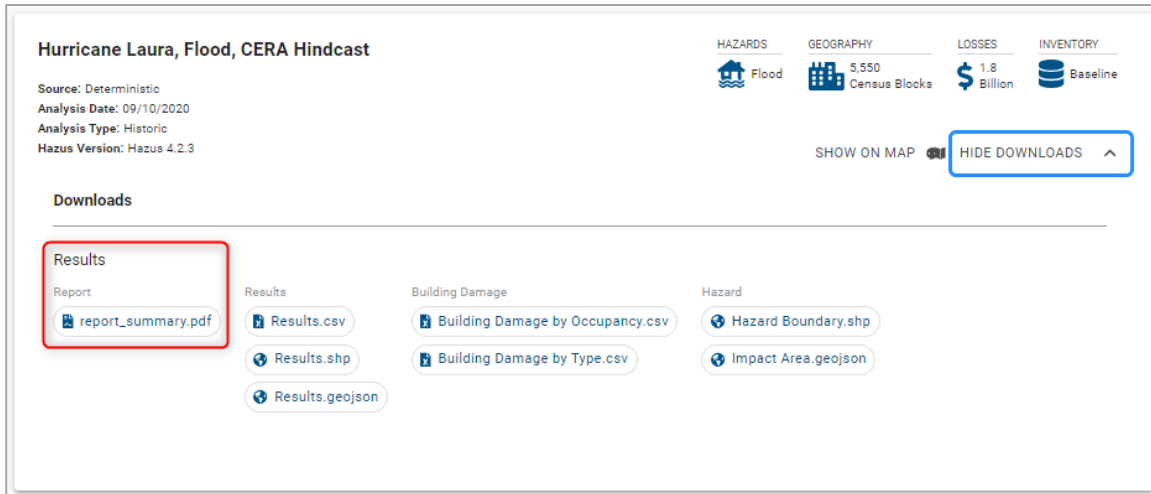 Hurricane Laura, Flood, CERA Hindcast
Source: Deterministic
Analysis Date: 09/10/2020
Analysis Type: Historic
Hazus Version: Hazus 4.2.3
HAZARDS
Flood
GEOGRAPHY
5,550
Census Blocks
LOSSES
1.8
Billion
INVENTORY
Baseline
SHOW ON MAP
HIDE DOWNLOADS
Downloads
Results
Report
report_summary.pdf
Results
Results.csv
Results.shp
Results.geojson
Building Damage
Building Damage by Occupancy.csv
Building Damage by Type.csv
Hazard
Hazard Boundary.shp
Impact Area.geojson